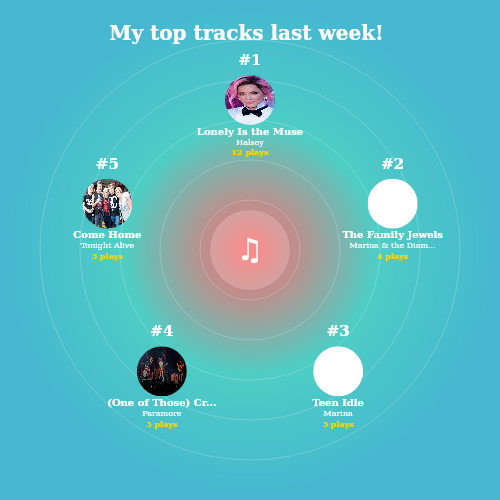 My top tracks last week!
#1
Lonely Is the Muse
Halsey
12 plays
#2
The Family Jewels
Marina & the Diam...
4 plays
#3
Teen Idle
Marina
3 plays
#4
(One of Those) Cr...
Paramore
3 plays
#5
Come Home
Tonight Alive
3 plays